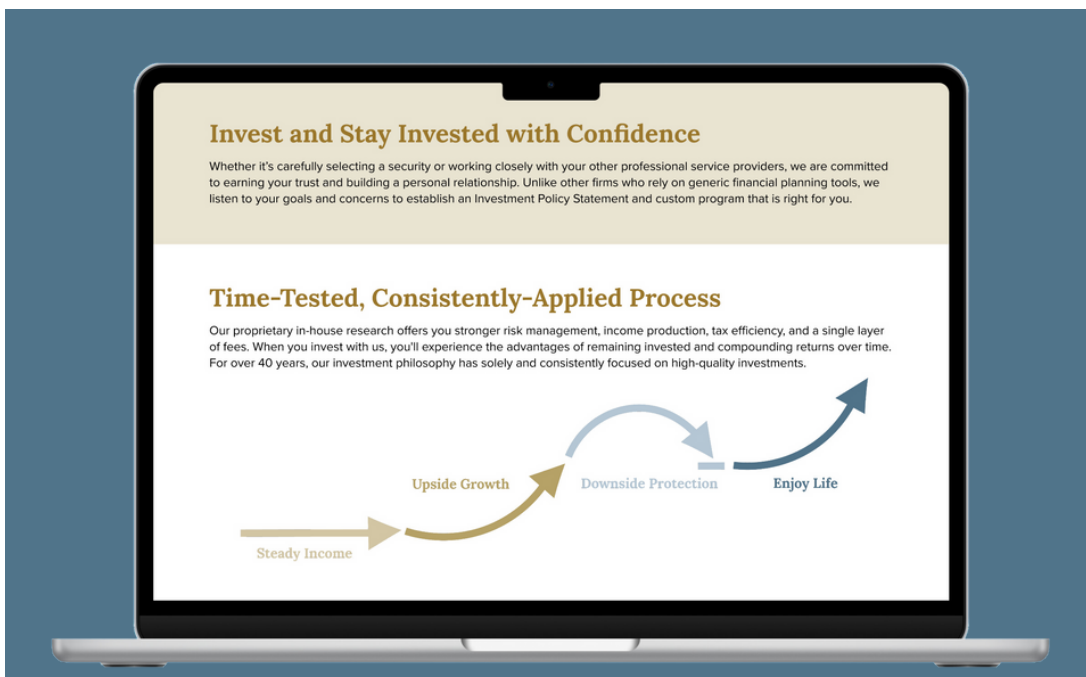 Invest and Stay Invested with Confidence
Whether it's carefully selecting a security or working closely with your other professional service providers, we are committed
to earning your trust and building a personal relationship. Unlike other firms who rely on generic financial planning tools, we
listen to your goals and concerns to establish an Investment Policy Statement and custom program that is right for you.
Time-Tested, Consistently-Applied Process
Our proprietary in-house research offers you stronger risk management, income production, tax efficiency, and a single layer
of fees. When you invest with us, you'll experience the advantages of remaining invested and compounding returns over time.
For over 40 years, our investment philosophy has solely and consistently focused on high-quality investments.
Steady Income
Upside Growth
Downside Protection
Enjoy Life